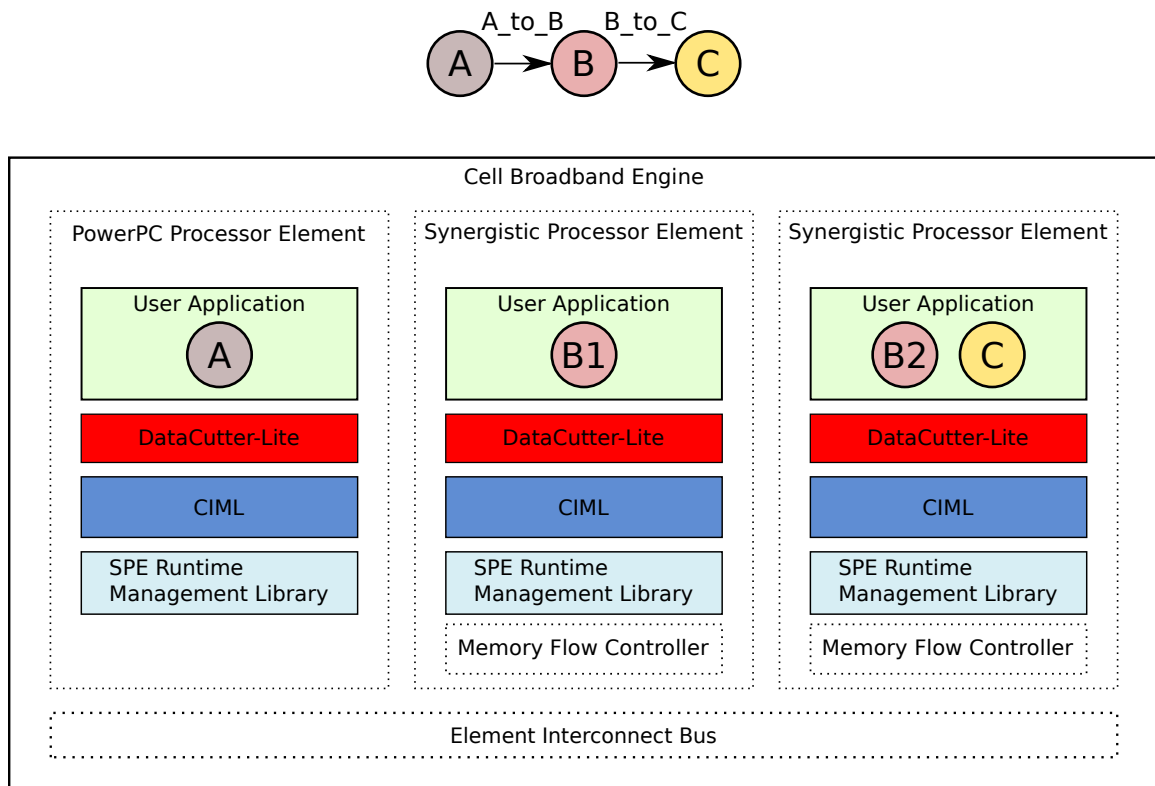 A_to_B
B_to_C
A
B
C
Cell Broadband Engine
PowerPC Processor Element
User Application
A
DataCutter-Lite
CIML
SPE Runtime
Management Library
Synergistic Processor Element
User Application
B1
DataCutter-Lite
CIML
SPE Runtime
Management Library
Memory Flow Controller
Synergistic Processor Element
User Application
B2
C
DataCutter-Lite
CIML
SPE Runtime
Management Library
Memory Flow Controller
Element Interconnect Bus